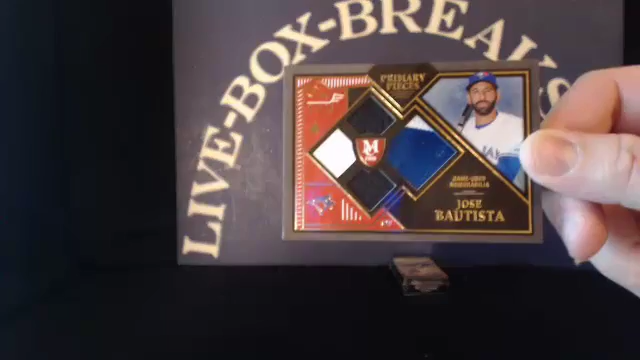 LIVE-BOX-BREAKS
PRIMARY
PIECES
M
GAME-USED
MEMORABILIA
JOSE
BAUTISTA